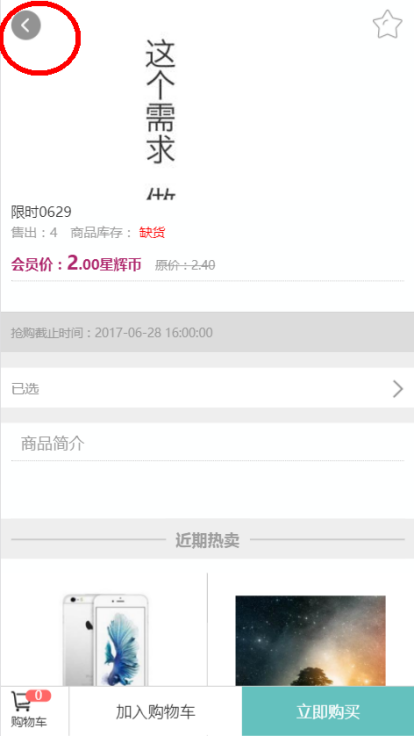 这个需求
限时0629
售出：4 商品库存： 缺货
会员价：2.00星辉币 原价：2.40
抢购截止时间：2017-06-28 16:00:00
已选
商品简介
近期热卖
0
购物车
加入购物车
立即购买